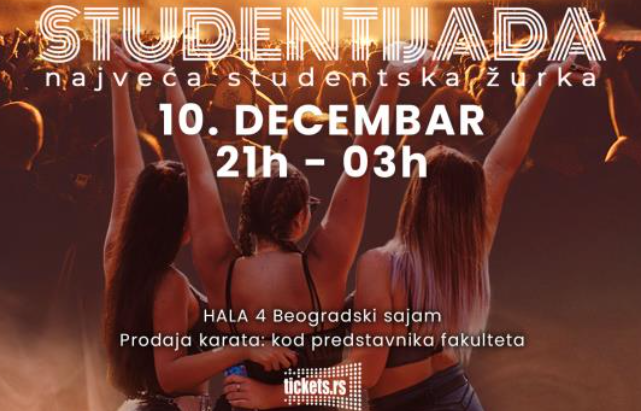 STUDENTIJADA
najveća studentska žurka
10. DECEMBAR
21h - 03h
HALA 4 Beogradski sajam
Prodaja karata: kod predstavnika fakulteta
tickets.rs